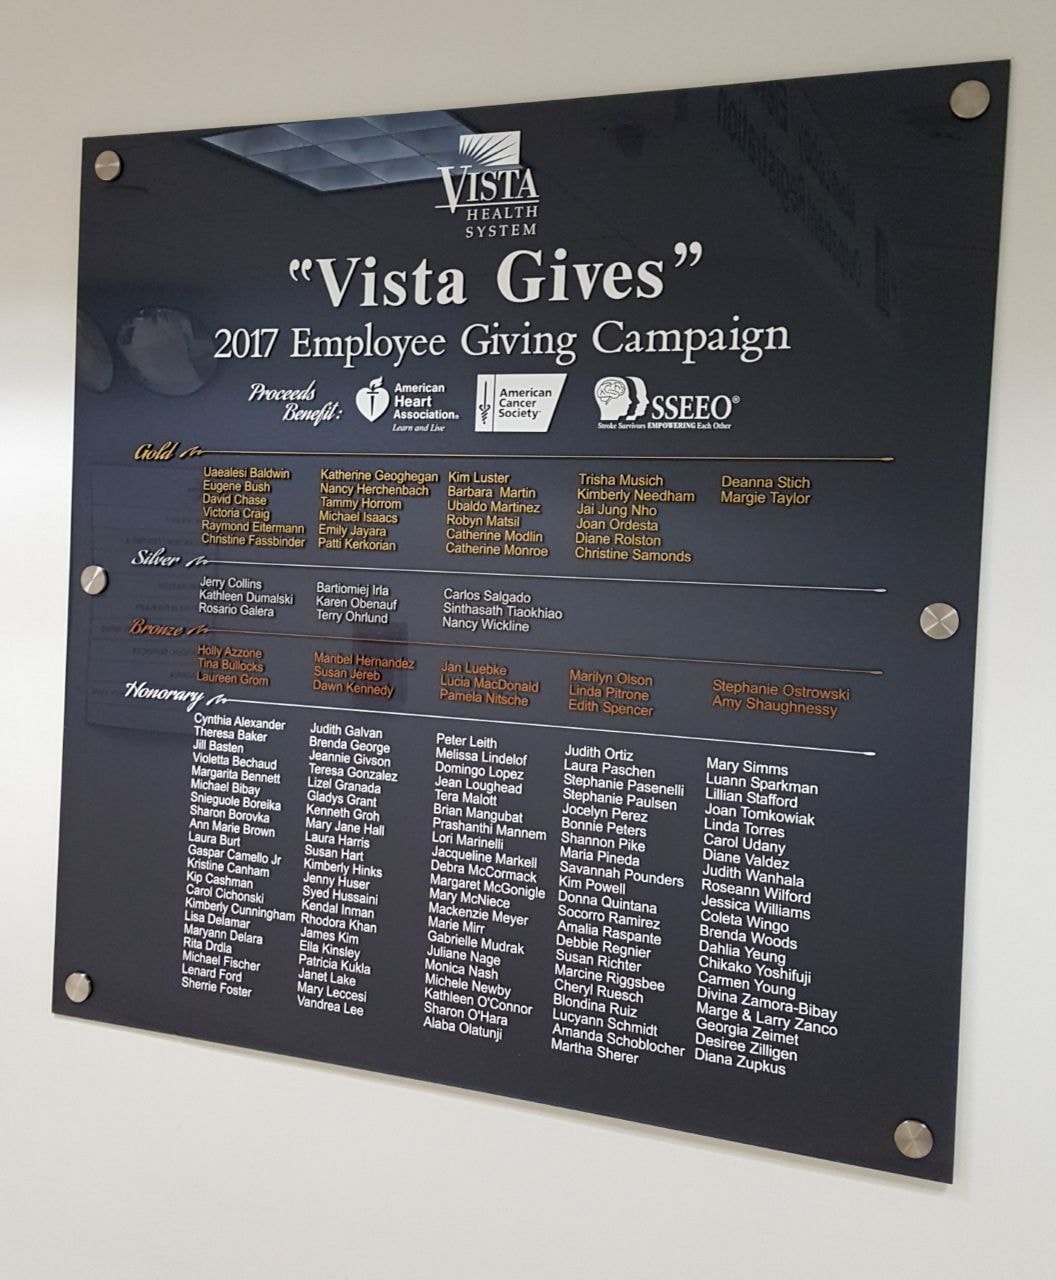 VISTA
HEALTH
SYSTEM
"Vista Gives"
2017 Employee Giving Campaign
Proceeds
Benefit:
American
Heart
Association®
Learn and Live
American
Cancer
Society®
SSEEO®
Stroke Survivors EMPOWERING Each Other
Gold
Uaealesi Baldwin
Eugene Bush
David Chase
Victoria Craig
Raymond Eitermann
Christine Fassbinder
Katherine Geoghegan
Nancy Herchenbach
Tammy Horrom
Michael Isaacs
Emily Jayara
Patti Kerkorian
Kim Luster
Barbara Martin
Ubaldo Martinez
Robyn Matsil
Catherine Modlin
Catherine Monroe
Trisha Musich
Kimberly Needham
Jai Jung Nho
Joan Ordesta
Diane Rolston
Christine Samonds
Deanna Stich
Margie Taylor
Silver
Jerry Collins
Kathleen Dumalski
Rosario Galera
Bartiomiej Irla
Karen Obenauf
Terry Ohrlund
Carlos Salgado
Sinthasath Tiaokhiao
Nancy Wickline
Bronze
Holly Azzone
Tina Bullocks
Laureen Grom
Maribel Hernandez
Susan Jereb
Dawn Kennedy
Jan Luebke
Lucia MacDonald
Pamela Nitsche
Marilyn Olson
Linda Pitrone
Edith Spencer
Stephanie Ostrowski
Amy Shaughnessy
Honorary
Cynthia Alexander
Theresa Baker
Jill Basten
Violetta Bechaud
Margarita Bennett
Michael Bibay
Snieguole Boreika
Sharon Borovka
Ann Marie Brown
Laura Burt
Gaspar Camello Jr
Kristine Canham
Kip Cashman
Carol Cichonski
Kimberly Cunningham
Lisa Delamar
Maryann Delara
Rita Drdla
Michael Fischer
Lenard Ford
Sherrie Foster
Judith Galvan
Brenda George
Jeannie Givson
Teresa Gonzalez
Lizel Granada
Gladys Grant
Kenneth Groh
Mary Jane Hall
Laura Harris
Susan Hart
Kimberly Hinks
Jenny Huser
Syed Hussaini
Kendal Inman
Rhodora Khan
James Kim
Ella Kinsley
Patricia Kukla
Janet Lake
Mary Leccesi
Vandrea Lee
Peter Leith
Melissa Lindelof
Domingo Lopez
Jean Loughead
Tera Malott
Brian Mangubat
Prashanthi Mannem
Lori Marinelli
Jacqueline Markell
Debra McCormack
Margaret McGonigle
Mary McNiece
Mackenzie Meyer
Marie Mirr
Gabrielle Mudrak
Juliane Nage
Monica Nash
Michele Newby
Kathleen O'Connor
Sharon O'Hara
Alaba Olatunji
Judith Ortiz
Laura Paschen
Stephanie Pasenelli
Stephanie Paulsen
Jocelyn Perez
Bonnie Peters
Shannon Pike
Maria Pineda
Savannah Pounders
Kim Powell
Donna Quintana
Socorro Ramirez
Amalia Raspante
Debbie Regnier
Susan Richter
Marcine Riggsbee
Cheryl Ruesch
Blondina Ruiz
Lucyann Schmidt
Amanda Schoblocher
Martha Sherer
Mary Simms
Luann Sparkman
Lillian Stafford
Joan Tomkowiak
Linda Torres
Carol Udany
Diane Valdez
Judith Wanhala
Roseann Wilford
Jessica Williams
Coleta Wingo
Brenda Woods
Dahlia Yeung
Chikako Yoshifuji
Carmen Young
Divina Zamora-Bibay
Marge & Larry Zanco
Georgia Zeimet
Desiree Zilligen
Diana Zupkus